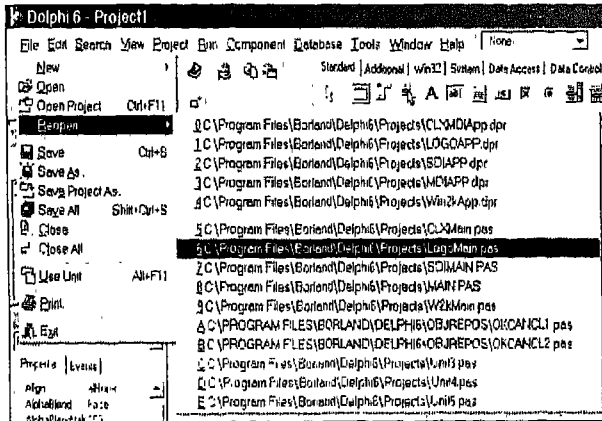 Dolphi 6 - Project1
File Edit Search View Project Run Component Database Tools Window Help None
New
Open
Open Project Ctrl+F11
Reopen
Save Ctrl+S
Save As.
Save Project As.
Save All Shift+Ctrl+S
Close
Close All
Use Unit Alt+F11
Print.
Exit
Standard Additional Win32 System Data Access Data Control
0 C:\Program Files\Borland\Delphi6\Projects\CLXMDIApp.dpr
1 C:\Program Files\Borland\Delphi6\Projects\LOGOAPP.dpr
2 C:\Program Files\Borland\Delphi6\Projects\SDIAPP.dpr
3 C:\Program Files\Borland\Delphi6\Projects\MDIAPP.dpr
4 C:\Program Files\Borland\Delphi6\Projects\Win2kApp.dpr
5 C:\Program Files\Borland\Delphi6\Projects\CLXMain.pas
6 C:\Program Files\Borland\Delphi6\Projects\LogoMain.pas
7 C:\Program Files\Borland\Delphi6\Projects\SDIMAIN.PAS
8 C:\Program Files\Borland\Delphi6\Projects\MAIN.PAS
9 C:\Program Files\Borland\Delphi6\Projects\W2kMain.pas
A C:\PROGRAM FILES\BORLAND\DELPHI6\OBJREPOS\OKCANCL1.pas
B C:\PROGRAM FILES\BORLAND\DELPHI6\OBJREPOS\OKCANCL2.pas
C C:\Program Files\Borland\Delphi6\Projects\Unit3.pas
D C:\Program Files\Borland\Delphi6\Projects\Unit4.pas
E C:\Program Files\Borland\Delphi6\Projects\Unit5.pas
Properties Events
Align alNone
AlphaBlend False